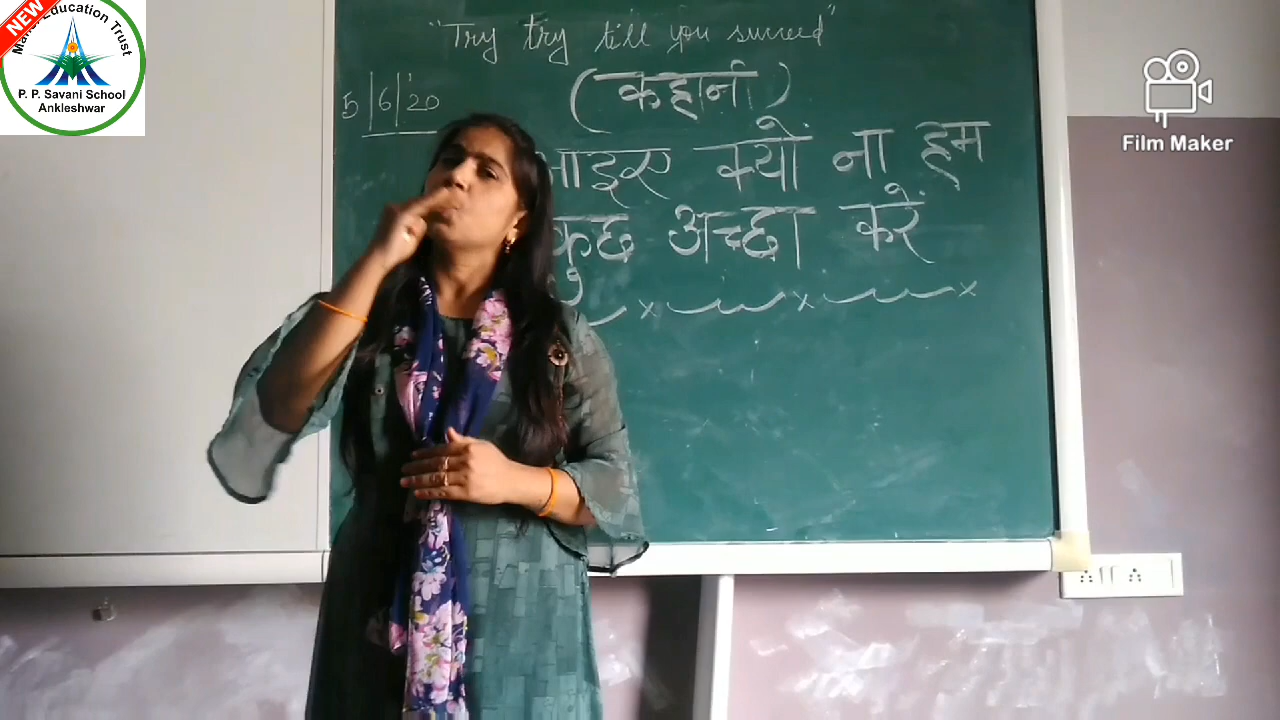 NEW
Education Trust
P. P. Savani School
Ankleshwar
Film Maker
"Try try till you succeed"
5|6|20
(कहानी)
आइए क्यों ना हम
कुछ अच्छा करें